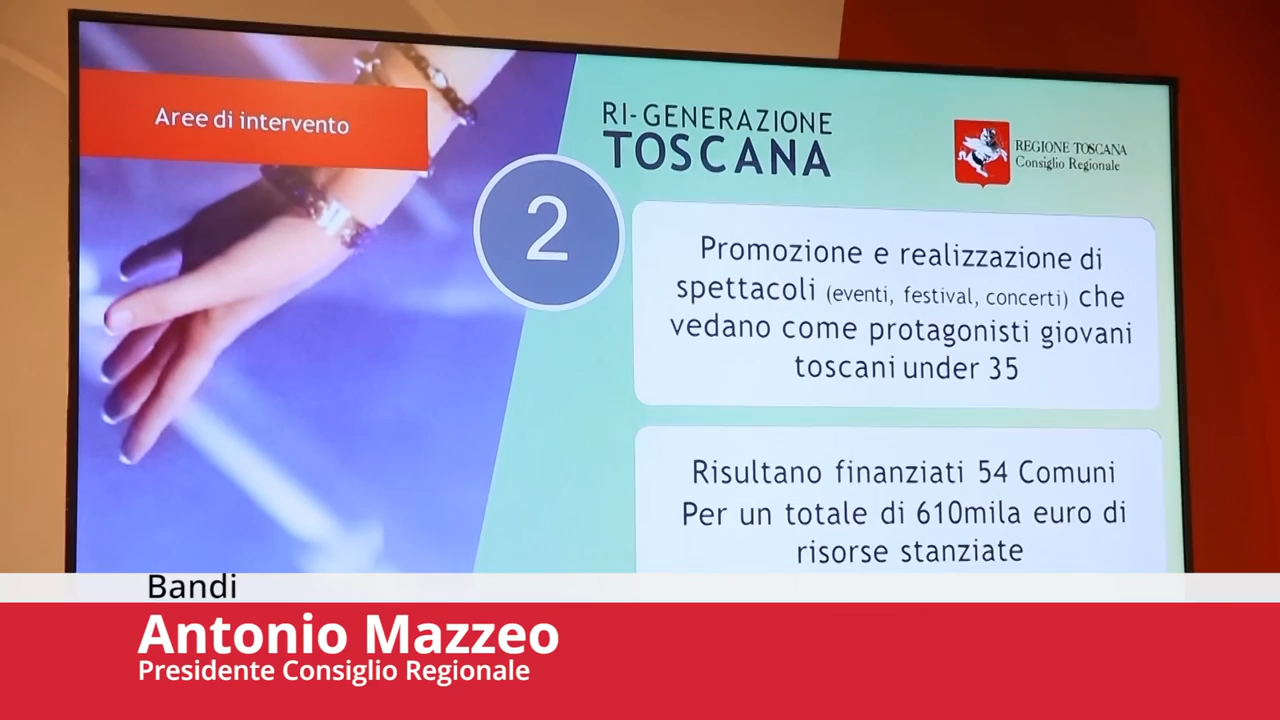 Aree di intervento
RI-GENERAZIONE
TOSCANA
REGIONE TOSCANA
Consiglio Regionale
2
Promozione e realizzazione di
spettacoli (eventi, festival, concerti) che
vedano come protagonisti giovani
toscani under 35
Risultano finanziati 54 Comuni
Per un totale di 610mila euro di
risorse stanziate
Bandi
Antonio Mazzeo
Presidente Consiglio Regionale